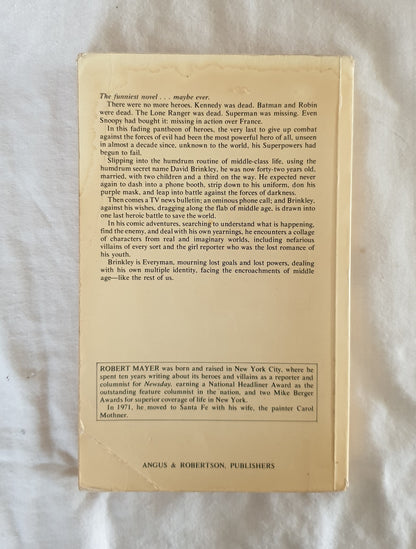 The funniest novel . . . maybe ever.
There were no more heroes. Kennedy was dead. Batman and Robin
were dead. The Lone Ranger was dead. Superman was missing. Even
Snoopy had bought it: missing in action over France.
In this fading pantheon of heroes, the very last to give up combat
against the forces of evil had been the most powerful hero of all, unseen
in almost a decade since, unknown to the world, his Superpowers had
begun to fail.
Slipping into the humdrum routine of middle-class life, using the
humdrum secret name David Brinkley, he was now forty-two years old,
married, with two children and a third on the way. He expected never
again to dash into a phone booth, strip down to his uniform, don his
purple mask, and leap into battle against the forces of darkness.
Then comes a TV news bulletin; an ominous phone call; and Brinkley,
against his wishes, dragging along the flab of middle age, is drawn into
one last heroic battle to save the world.
In his comic adventures, searching to understand what is happening,
find the enemy, and deal with his own yearnings, he encounters a collage
of characters from real and imaginary worlds, including nefarious
villains of every sort and the girl reporter who was the lost romance of
his youth.
Brinkley is Everyman, mourning lost goals and lost powers, dealing
with his own multiple identity, facing the encroachments of middle
age—like the rest of us.
ROBERT MAYER was born and raised in New York City, where he
spent ten years writing about its heroes and villains as a reporter and
columnist for Newsday, earning a National Headliner Award as the
outstanding feature columnist in the nation, and two Mike Berger
Awards for superior coverage of life in New York.
In 1971, he moved to Santa Fe with his wife, the painter Carol
Mothner.
ANGUS & ROBERTSON, PUBLISHERS